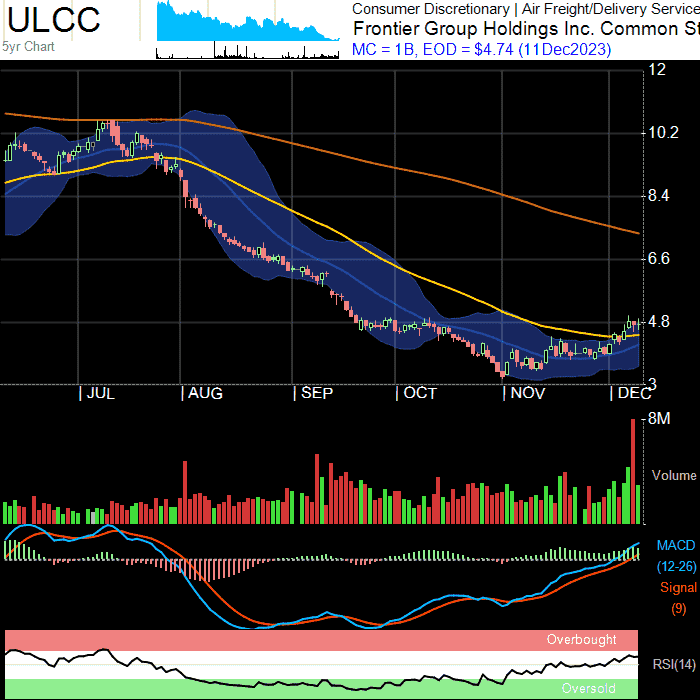 ULCC
5yr Chart
Consumer Discretionary | Air Freight/Delivery Service
Frontier Group Holdings Inc. Common St
MC = 1B, EOD = $4.74 (11Dec2023)
12
10.2
8.4
6.6
4.8
3
| JUL | AUG | SEP | OCT | NOV | DEC
8M
Volume
MACD
(12-26)
Signal
(9)
Overbought
RSI(14)
Oversold